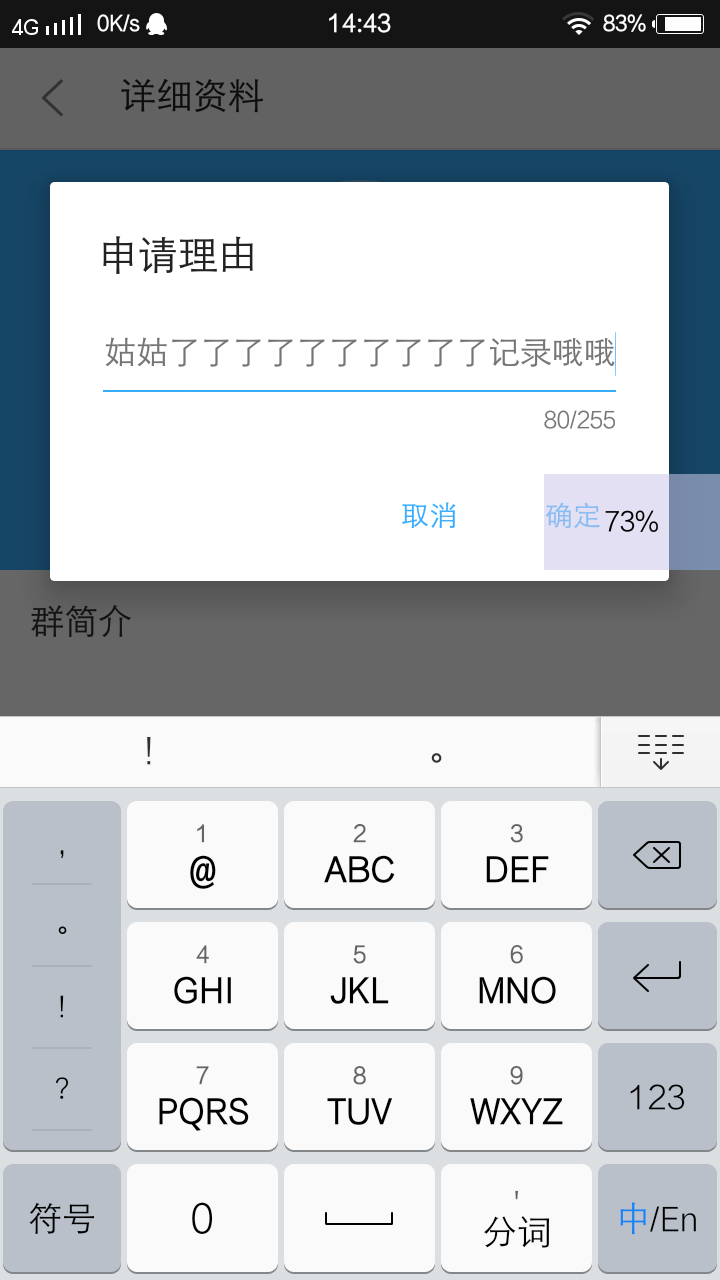 4G 0K/s 14:43 83%
详细资料
申请理由
姑姑了了了了了了了了了了记录哦哦
80/255
取消 确定 73%
群简介
! 。
, 1 2 3
@ ABC DEF
。 4 5 6
! GHI JKL MNO
? 7 8 9
PQRS TUV WXYZ 123
符号 0 ' 分词 中/En